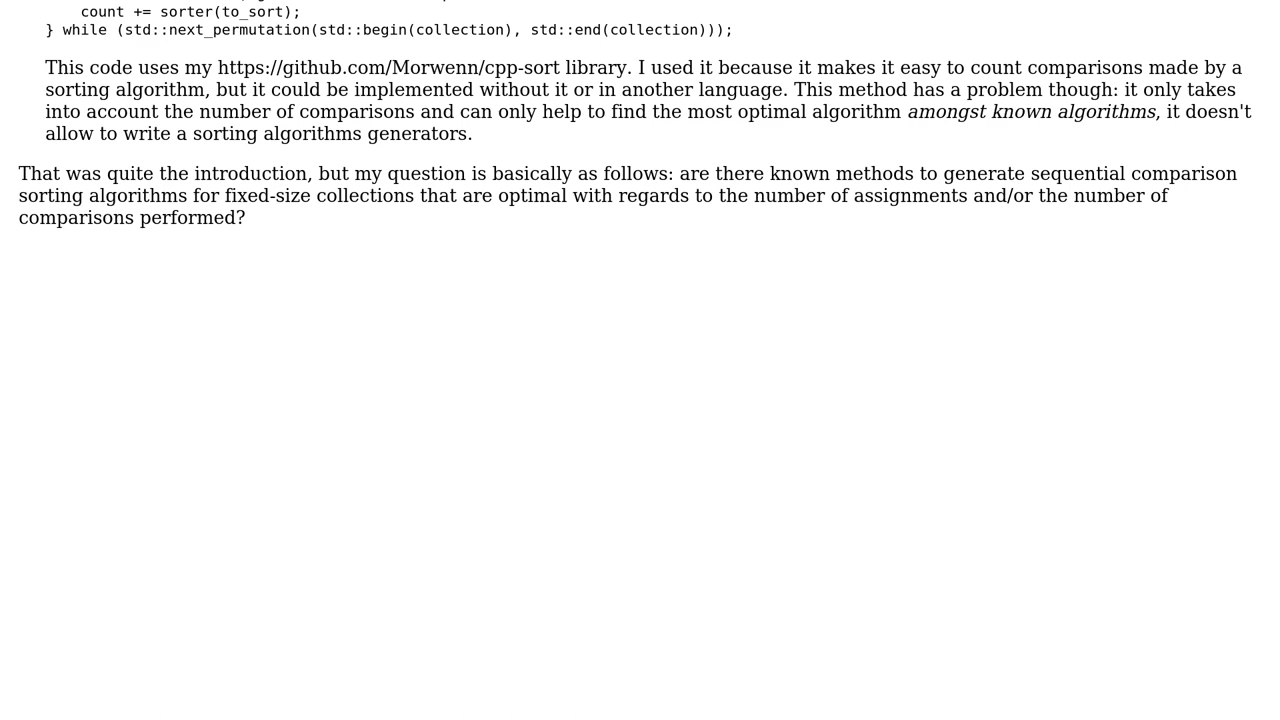 count += sorter(to_sort);
} while (std::next_permutation(std::begin(collection), std::end(collection)));
This code uses my https://github.com/Morwenn/cpp-sort library. I used it because it makes it easy to count comparisons made by a
sorting algorithm, but it could be implemented without it or in another language. This method has a problem though: it only takes
into account the number of comparisons and can only help to find the most optimal algorithm amongst known algorithms, it doesn't
allow to write a sorting algorithms generators.
That was quite the introduction, but my question is basically as follows: are there known methods to generate sequential comparison
sorting algorithms for fixed-size collections that are optimal with regards to the number of assignments and/or the number of
comparisons performed?